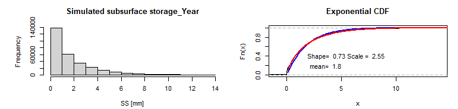 Simulated subsurface storage_Year
Frequency
0 60000 140000
0 2 4 6 8 10 12 14
SS [mm]
Exponential CDF
Fn(x)
0.0 0.4 0.8
Shape= 0.73 Scale = 2.55
mean= 1.8
0 5 10
x